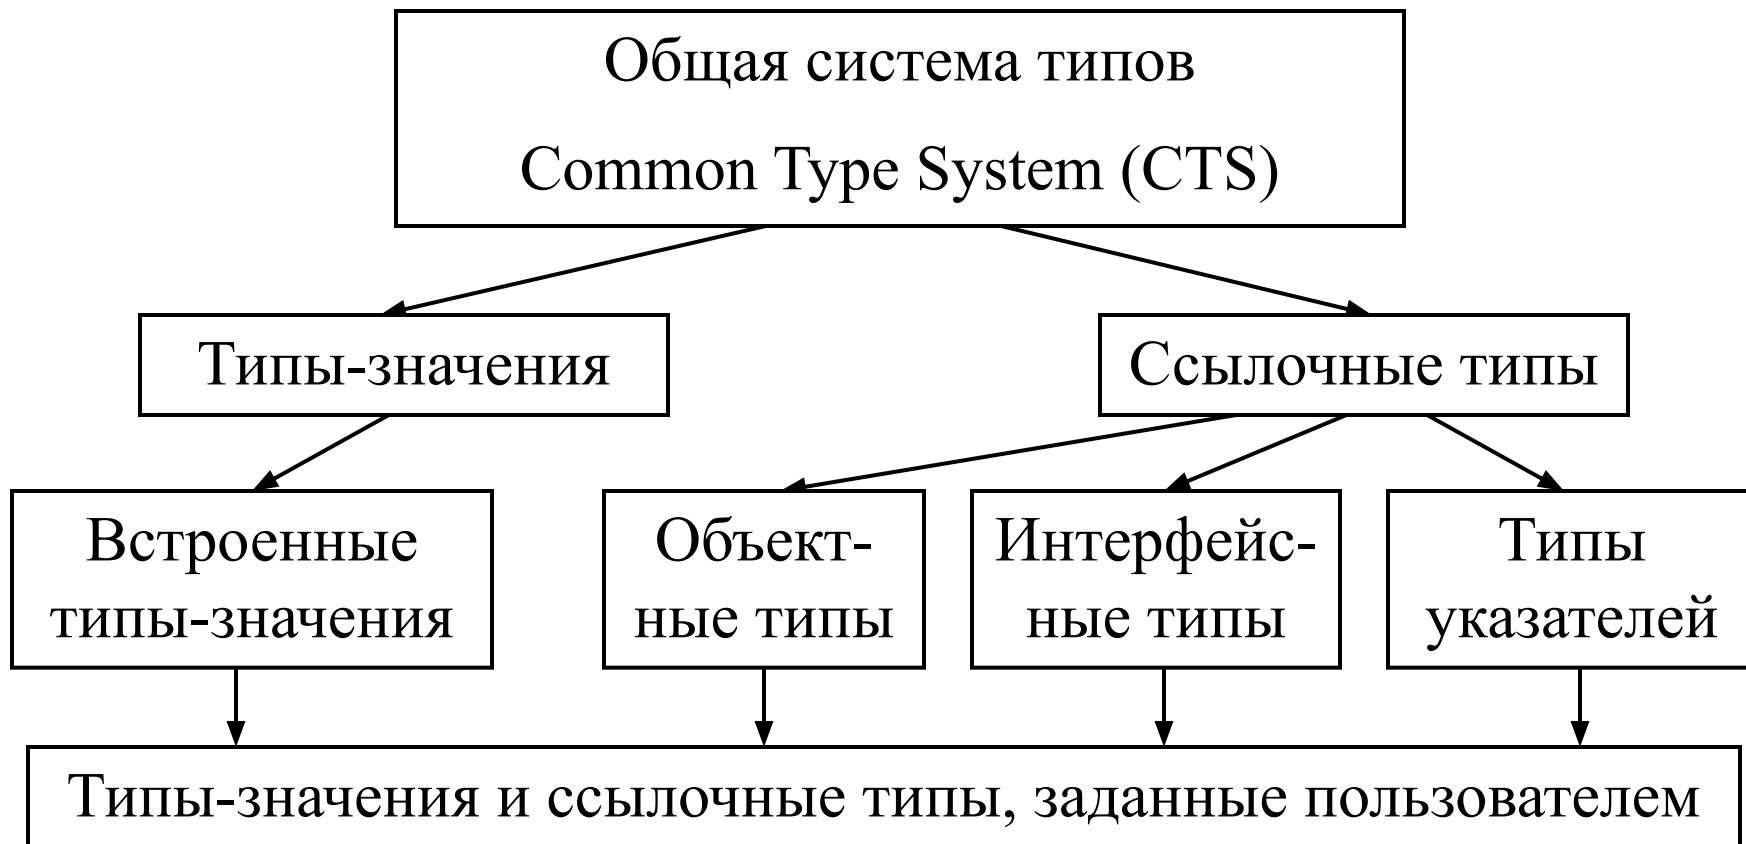 Общая система типов
Common Type System (CTS)
Типы-значения
Ссылочные типы
Встроенные
типы-значения
Объект-
ные типы
Интерфейс-
ные типы
Типы
указателей
Типы-значения и ссылочные типы, заданные пользователем